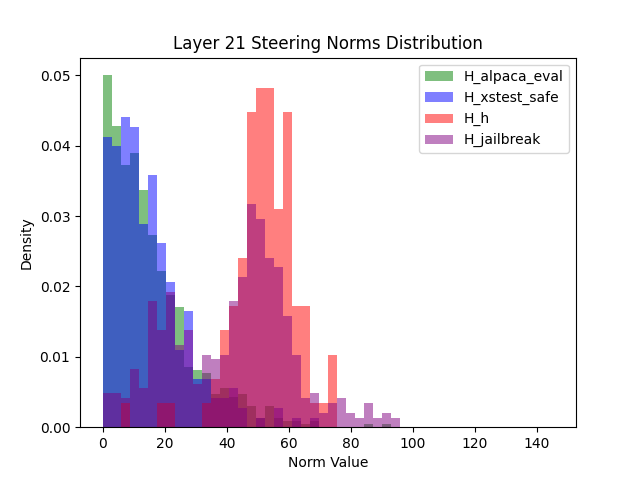 Layer 21 Steering Norms Distribution
H_alpaca_eval
H_xstest_safe
H_h
H_jailbreak
0.05
0.04
0.03
0.02
0.01
0.00
Density
0 20 40 60 80 100 120 140
Norm Value